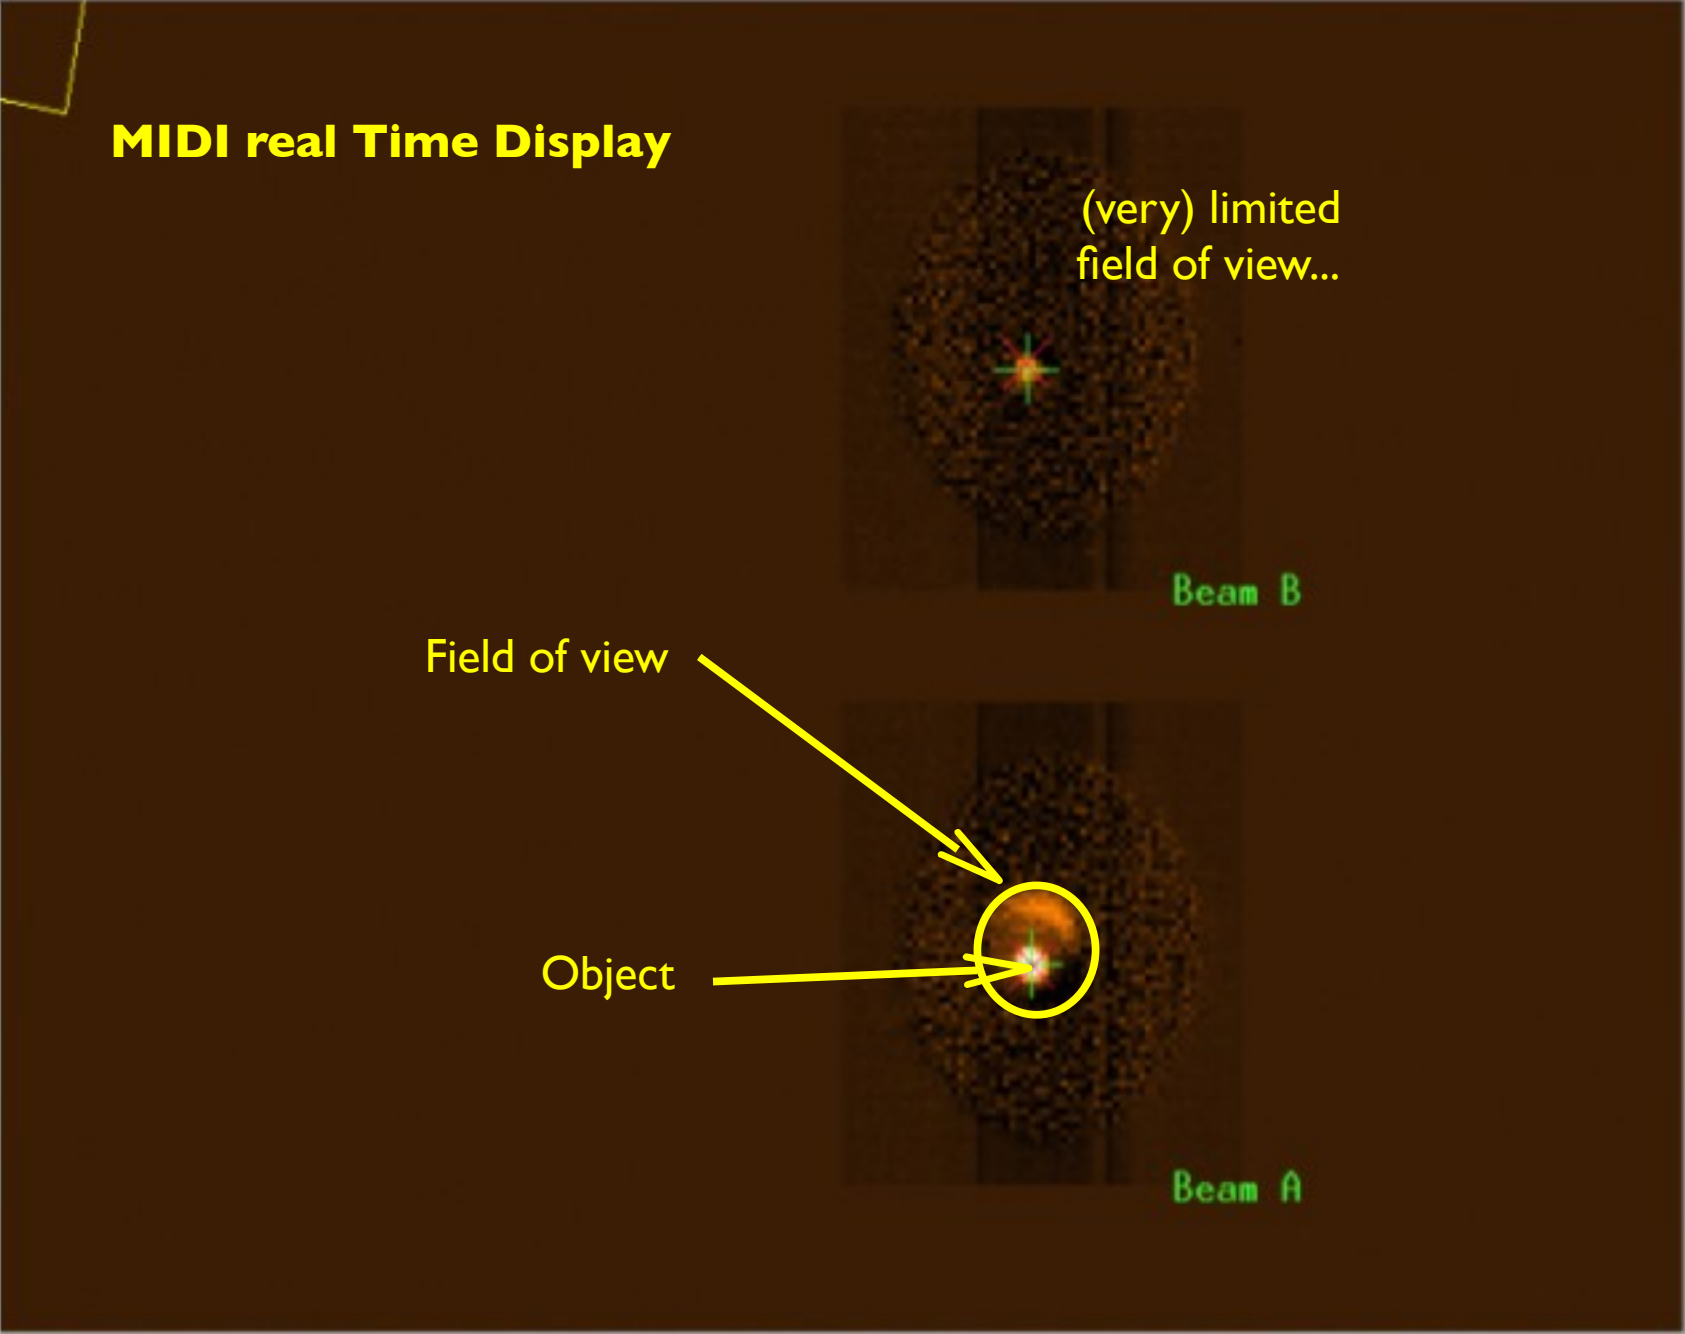 MIDI real Time Display
(very) limited
field of view...
Beam B
Field of view
Object
Beam A